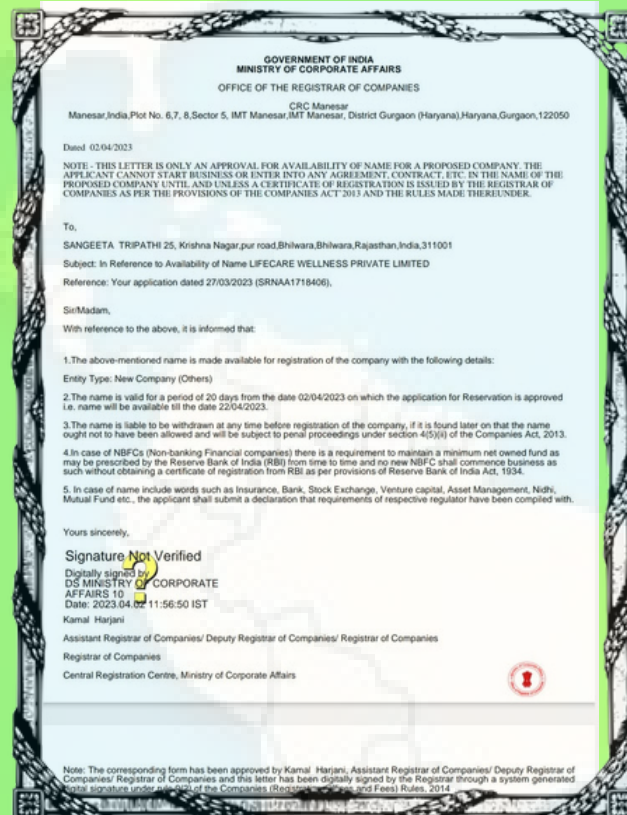 GOVERNMENT OF INDIA
MINISTRY OF CORPORATE AFFAIRS
OFFICE OF THE REGISTRAR OF COMPANIES
CRC Manesar
Manesar,India,Plot No. 6,7, 8,Sector 5, IMT Manesar,IMT Manesar, District Gurgaon (Haryana),Haryana,Gurgaon,122050
Dated 02/04/2023
NOTE - THIS LETTER IS ONLY AN APPROVAL FOR AVAILABILITY OF NAME FOR A PROPOSED COMPANY. THE
APPLICANT CANNOT START BUSINESS OR ENTER INTO ANY AGREEMENT, CONTRACT, ETC. IN THE NAME OF THE
PROPOSED COMPANY UNTIL AND UNLESS A CERTIFICATE OF REGISTRATION IS ISSUED BY THE REGISTRAR OF
COMPANIES AS PER THE PROVISIONS OF THE COMPANIES ACT 2013 AND THE RULES MADE THEREUNDER.
To,
SANGEETA TRIPATHI 25, Krishna Nagar,pur road,Bhilwara,Bhilwara,Rajasthan,India,311001
Subject: In Reference to Availability of Name LIFECARE WELLNESS PRIVATE LIMITED
Reference: Your application dated 27/03/2023 (SRNAA1718406),
Sir/Madam,
With reference to the above, it is informed that:
1.The above-mentioned name is made available for registration of the company with the following details:
Entity Type: New Company (Others)
2.The name is valid for a period of 20 days from the date 02/04/2023 on which the application for Reservation is approved
i.e. name will be available till the date 22/04/2023.
3.The name is liable to be withdrawn at any time before registration of the company, if it is found later on that the name
ought not to have been allowed and will be subject to penal proceedings under section 4(5)(ii) of the Companies Act, 2013.
4.In case of NBFCs (Non-banking Financial companies) there is a requirement to maintain a minimum net owned fund as
may be prescribed by the Reserve Bank of India (RBI) from time to time and no new NBFC shall commence business as
such without obtaining a certificate of registration from RBI as per provisions of Reserve Bank of India Act, 1934.
5. In case of name include words such as Insurance, Bank, Stock Exchange, Venture capital, Asset Management, Nidhi,
Mutual Fund etc., the applicant shall submit a declaration that requirements of respective regulator have been compiled with.
Yours sincerely,
Signature Not Verified
Digitally signed by
DS MINISTRY OF CORPORATE
AFFAIRS 10
Date: 2023.04.02 11:56:50 IST
Kamal Harjani
Assistant Registrar of Companies/ Deputy Registrar of Companies/ Registrar of Companies
Registrar of Companies
Central Registration Centre, Ministry of Corporate Affairs
Note: The corresponding form has been approved by Kamal Harjani, Assistant Registrar of Companies/ Deputy Registrar of
Companies/ Registrar of Companies and this letter has been digitally signed by the Registrar through a system generated
digital signature under rule of the Companies (Registration and Fees) Rules, 2014